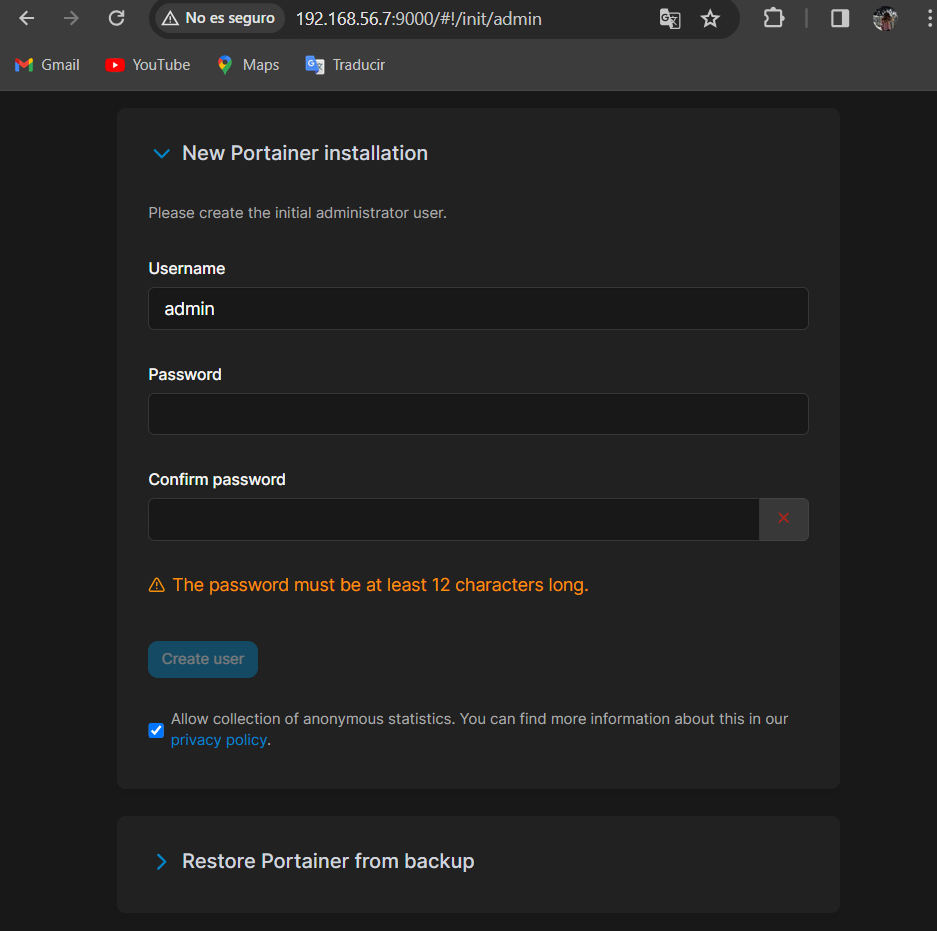 No es seguro 192.168.56.7:9000/#!/init/admin
Gmail YouTube Maps Traducir
New Portainer installation
Please create the initial administrator user.
Username
admin
Password
Confirm password
The password must be at least 12 characters long.
Create user
Allow collection of anonymous statistics. You can find more information about this in our
privacy policy.
Restore Portainer from backup